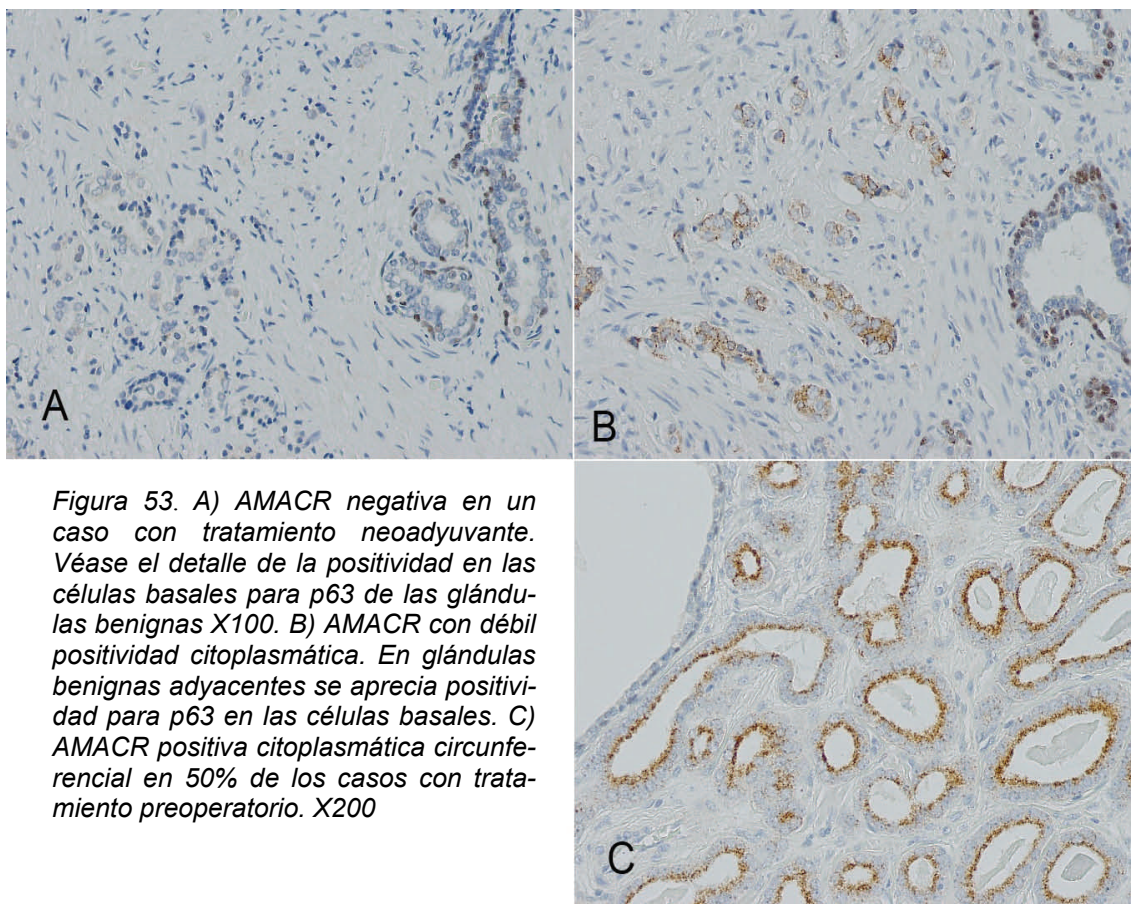 A
B
Figura 53. A) AMACR negativa en un
caso con tratamiento neoadyuvante.
Véase el detalle de la positividad en las
células basales para p63 de las glándu-
las benignas X100. B) AMACR con débil
positividad citoplasmática. En glándulas
benignas adyacentes se aprecia positivi-
dad para p63 en las células basales. C)
AMACR positiva citoplasmática circunfe-
rencial en 50% de los casos con trata-
miento preoperatorio. X200
C